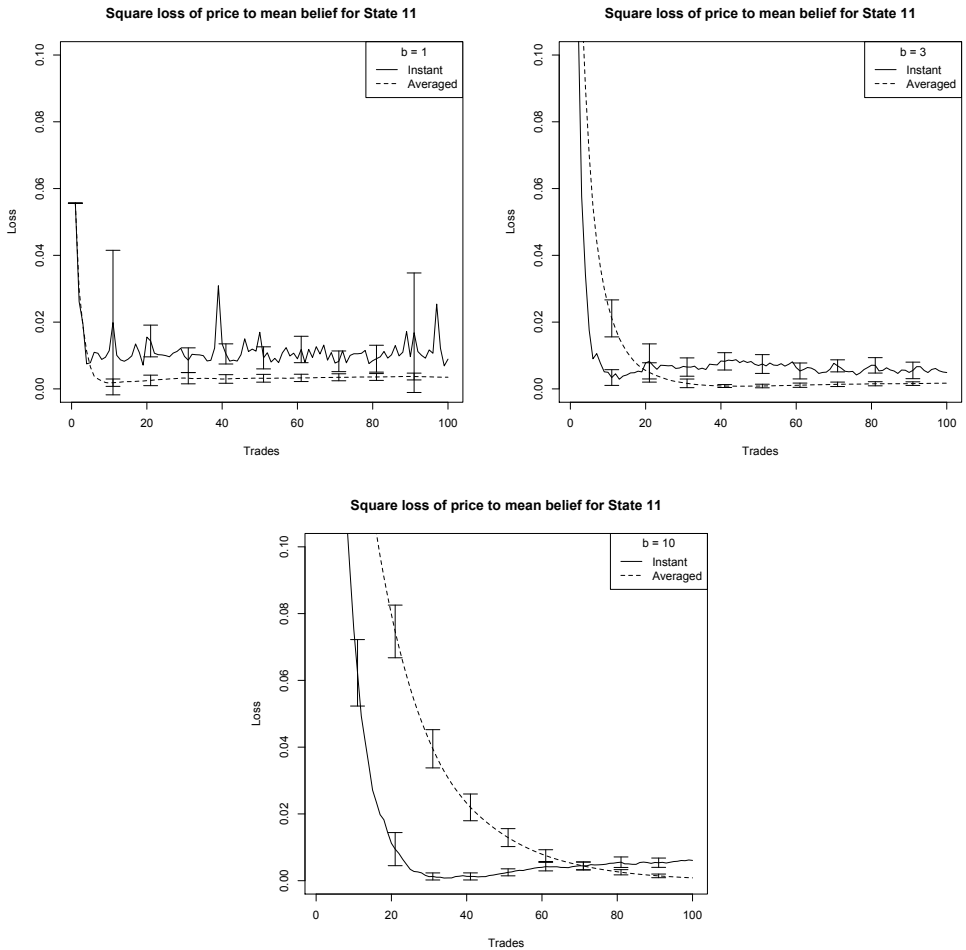 Square loss of price to mean belief for State 11
b = 1
Instant
Averaged
0.10
0.08
0.06
0.04
0.02
0.00
Loss
0 20 40 60 80 100
Trades
Square loss of price to mean belief for State 11
b = 3
Instant
Averaged
0.10
0.08
0.06
0.04
0.02
0.00
Loss
0 20 40 60 80 100
Trades
Square loss of price to mean belief for State 11
b = 10
Instant
Averaged
0.10
0.08
0.06
0.04
0.02
0.00
Loss
0 20 40 60 80 100
Trades